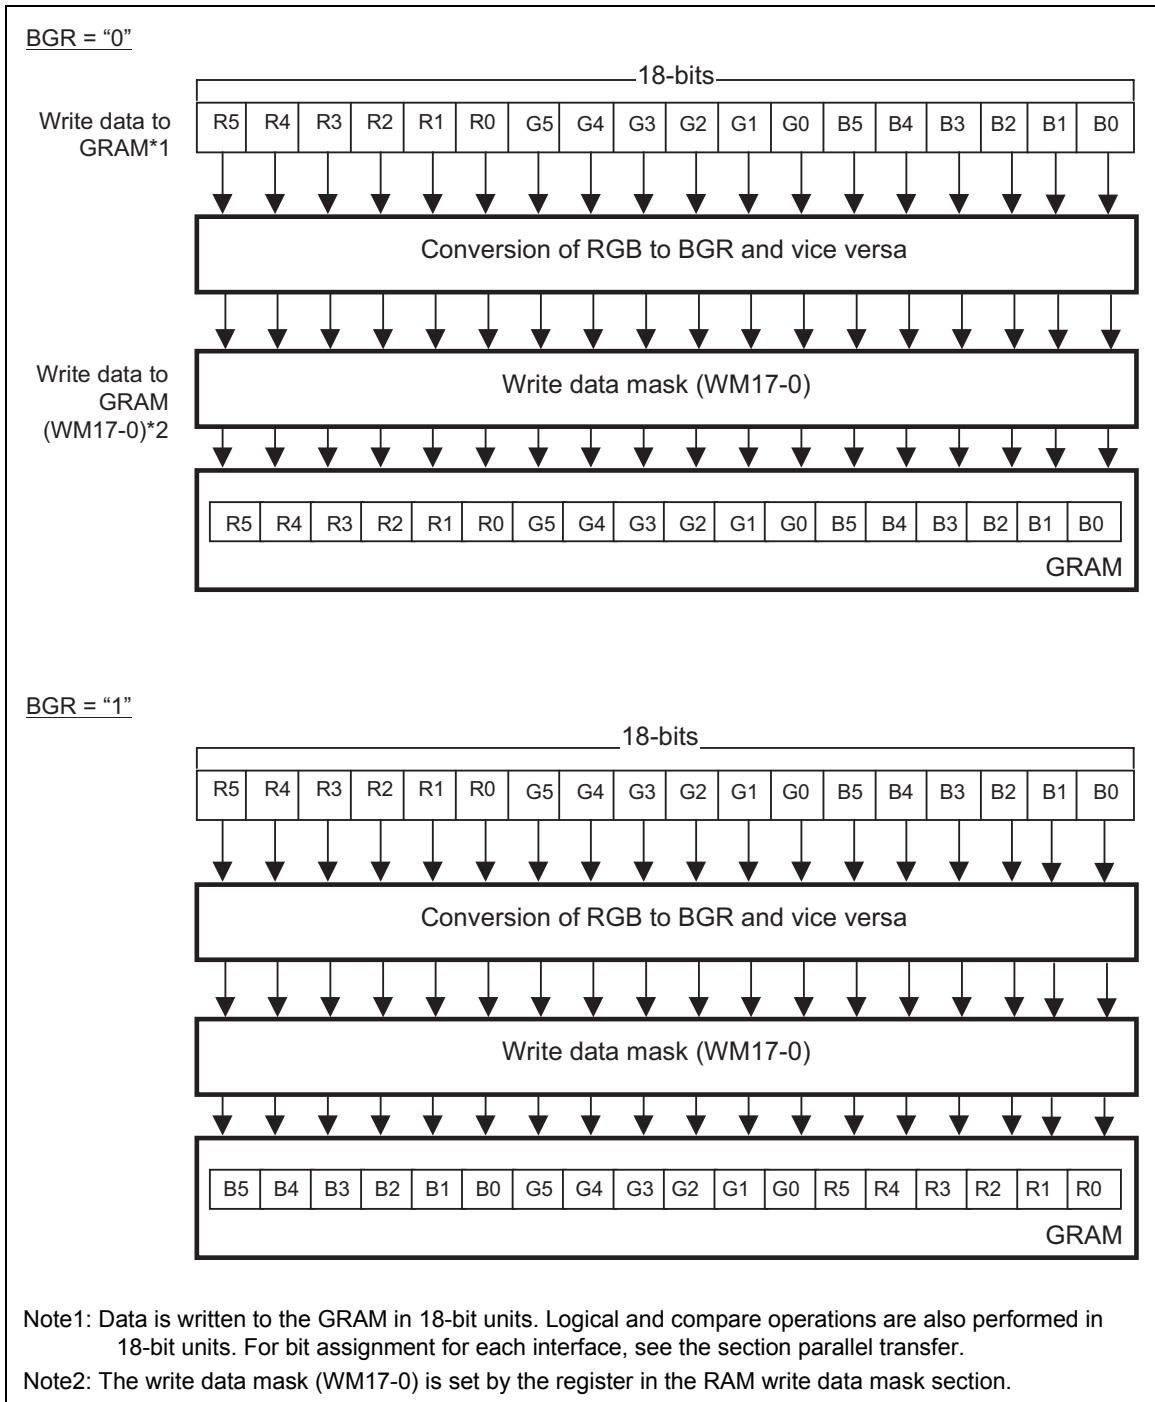 BGR = “0”
18-bits
Write data to
GRAM*1
R5 R4 R3 R2 R1 R0 G5 G4 G3 G2 G1 G0 B5 B4 B3 B2 B1 B0
Conversion of RGB to BGR and vice versa
Write data to
GRAM
(WM17-0)*2
Write data mask (WM17-0)
R5 R4 R3 R2 R1 R0 G5 G4 G3 G2 G1 G0 B5 B4 B3 B2 B1 B0
GRAM
BGR = “1”
18-bits
R5 R4 R3 R2 R1 R0 G5 G4 G3 G2 G1 G0 B5 B4 B3 B2 B1 B0
Conversion of RGB to BGR and vice versa
Write data mask (WM17-0)
B5 B4 B3 B2 B1 B0 G5 G4 G3 G2 G1 G0 R5 R4 R3 R2 R1 R0
GRAM
Note1: Data is written to the GRAM in 18-bit units. Logical and compare operations are also performed in
18-bit units. For bit assignment for each interface, see the section parallel transfer.
Note2: The write data mask (WM17-0) is set by the register in the RAM write data mask section.